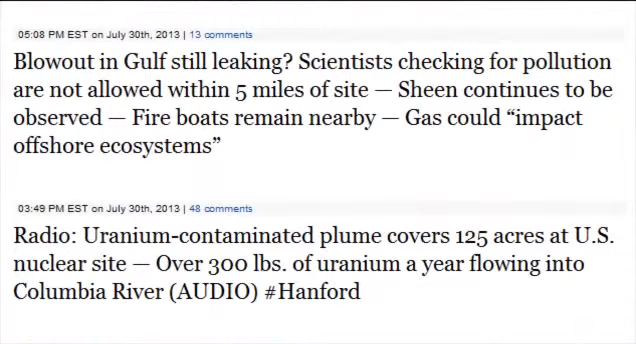 05:08 PM EST on July 30th, 2013 | 13 comments
Blowout in Gulf still leaking? Scientists checking for pollution
are not allowed within 5 miles of site — Sheen continues to be
observed — Fire boats remain nearby — Gas could “impact
offshore ecosystems”
03:49 PM EST on July 30th, 2013 | 48 comments
Radio: Uranium-contaminated plume covers 125 acres at U.S.
nuclear site — Over 300 lbs. of uranium a year flowing into
Columbia River (AUDIO) #Hanford